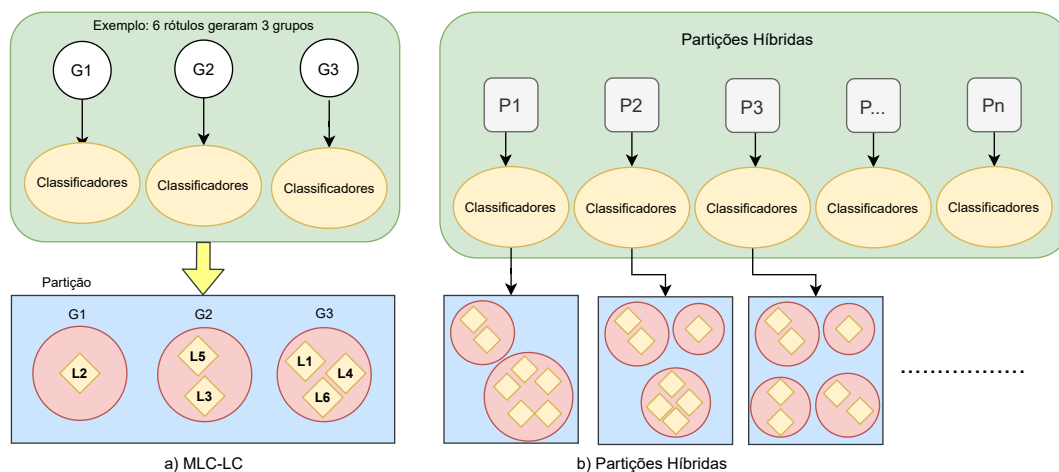 Exemplo: 6 rótulos geraram 3 grupos
G1
G2
G3
Classificadores
Classificadores
Classificadores
Partição
G1
G2
G3
L2
L5
L3
L1
L4
L6
a) MLC-LC
Partições Híbridas
P1
P2
P3
P...
Pn
Classificadores
Classificadores
Classificadores
Classificadores
Classificadores
.................
b) Partições Híbridas